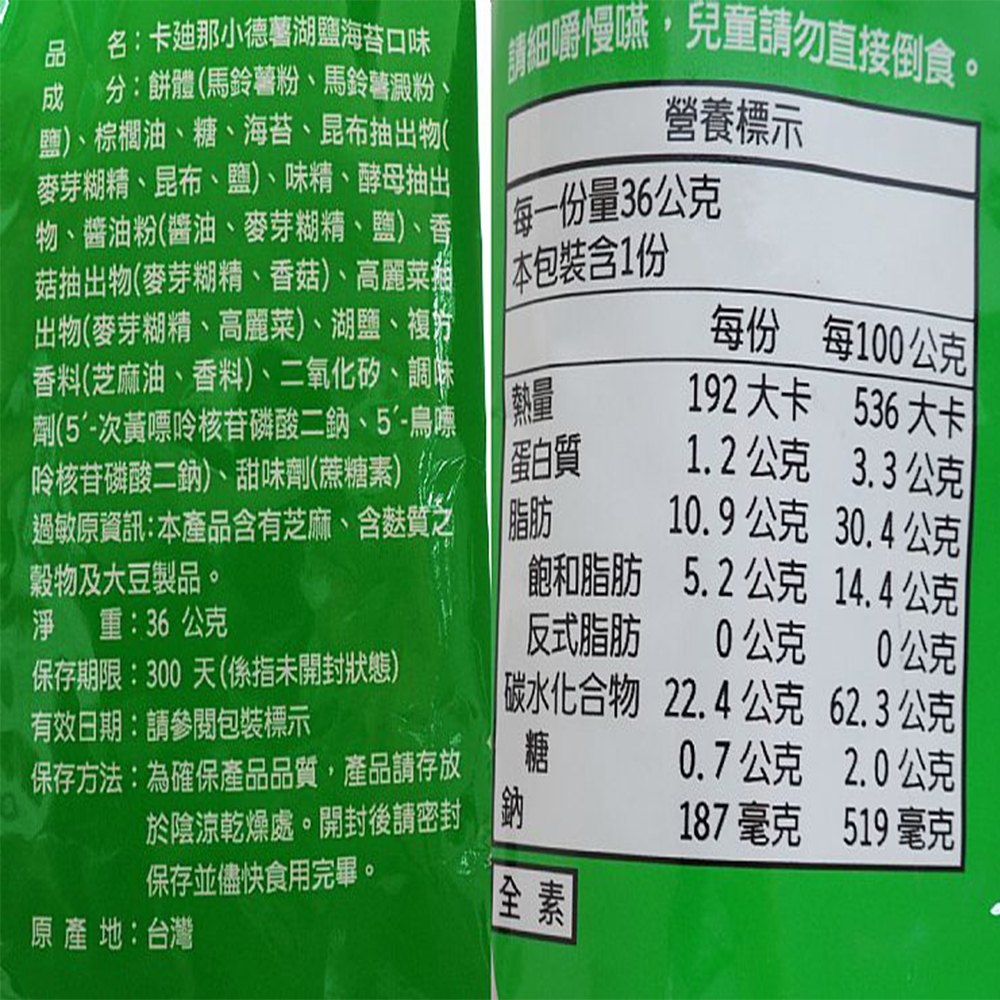 品 名：卡廸那小德薯湖鹽海苔口味
成 分：餅體(馬鈴薯粉、馬鈴薯澱粉、
鹽)、棕櫚油、糖、海苔、昆布抽出物(
麥芽糊精、昆布、鹽)、味精、酵母抽出
物、醬油粉(醬油、麥芽糊精、鹽)、香
菇抽出物(麥芽糊精、香菇)、高麗菜抽
出物(麥芽糊精、高麗菜)、湖鹽、複方
香料(芝麻油、香料)、二氧化矽、調味
劑(5´-次黃嘌呤核苷磷酸二鈉、5´-鳥嘌
呤核苷磷酸二鈉)、甜味劑(蔗糖素)
過敏原資訊:本產品含有芝麻、含麩質之
穀物及大豆製品。
淨 重：36 公克
保存期限：300 天(係指未開封狀態)
有效日期：請參閱包裝標示
保存方法：為確保產品品質，產品請存放
於陰涼乾燥處。開封後請密封
保存並儘快食用完畢。
原 產 地：台灣
請細嚼慢嚥，兒童請勿直接倒食。
營養標示
每一份量36公克
本包裝含1份
每份 每100公克
熱量 192 大卡 536 大卡
蛋白質 1.2 公克 3.3 公克
脂肪 10.9 公克 30.4 公克
飽和脂肪 5.2 公克 14.4 公克
反式脂肪 0 公克 0 公克
碳水化合物 22.4 公克 62.3 公克
糖 0.7 公克 2.0 公克
鈉 187 毫克 519 毫克
全 素